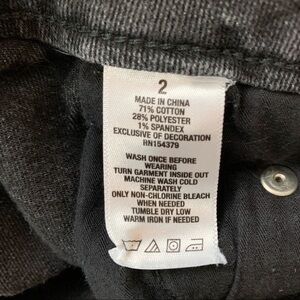 2
MADE IN CHINA
71% COTTON
28% POLYESTER
1% SPANDEX
EXCLUSIVE OF DECORATION
RN154379
WASH ONCE BEFORE
WEARING
TURN GARMENT INSIDE OUT
MACHINE WASH COLD
SEPARATELY
ONLY NON-CHLORINE BLEACH
WHEN NEEDED
TUMBLE DRY LOW
WARM IRON IF NEEDED